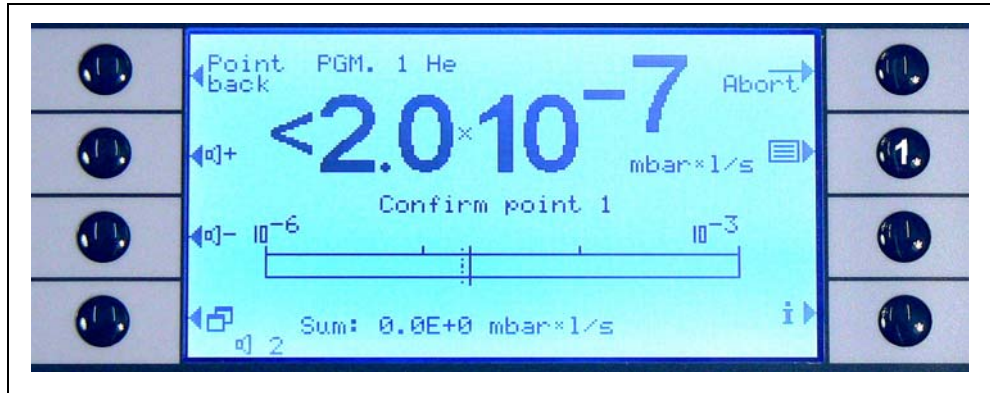 Point PGM. 1 He Abort
back
<2.0×10⁻⁷
mbar×l/s
1
Confirm point 1
10⁻⁶ 10⁻³
Sum: 0.0E+0 mbar×l/s
i
2